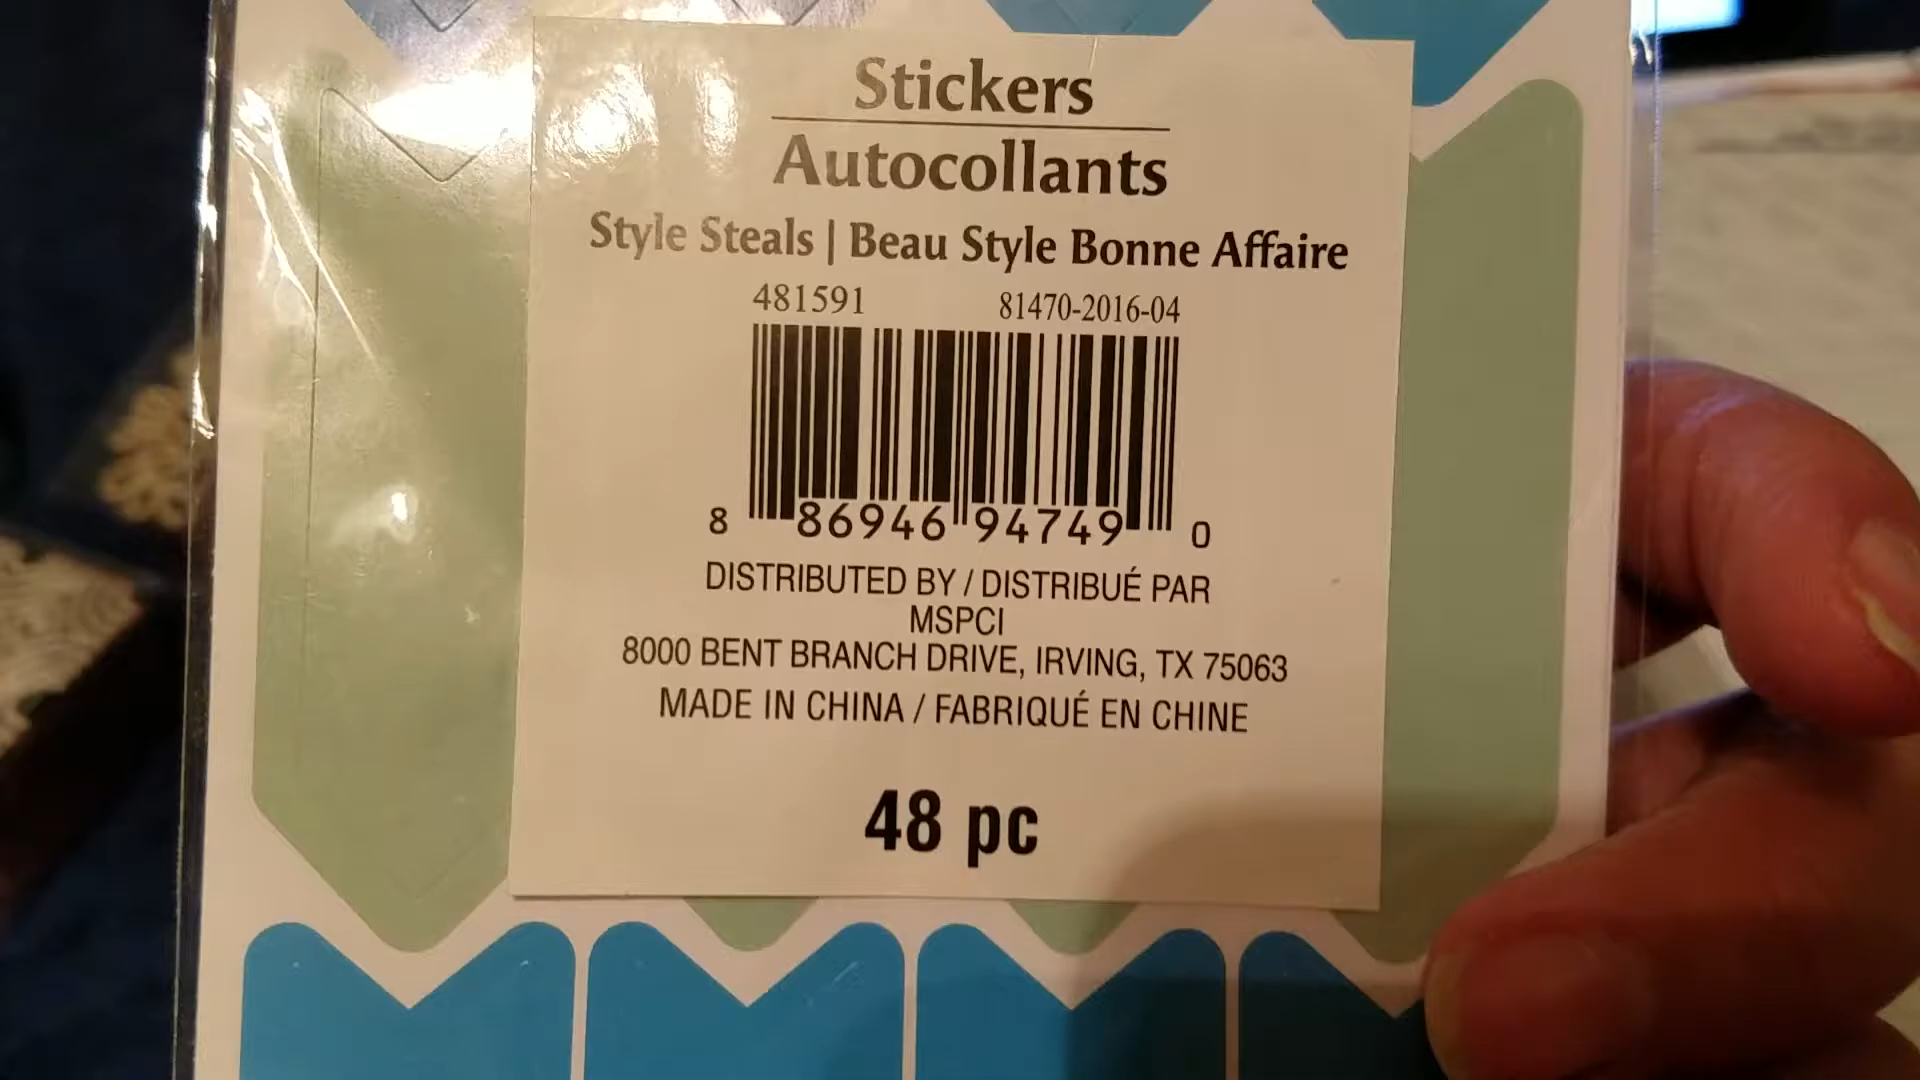 Stickers
Autocollants
Style Steals | Beau Style Bonne Affaire
481591 81470-2016-04
8 86946 94749 0
DISTRIBUTED BY / DISTRIBUÉ PAR
MSPCI
8000 BENT BRANCH DRIVE, IRVING, TX 75063
MADE IN CHINA / FABRIQUÉ EN CHINE
48 pc